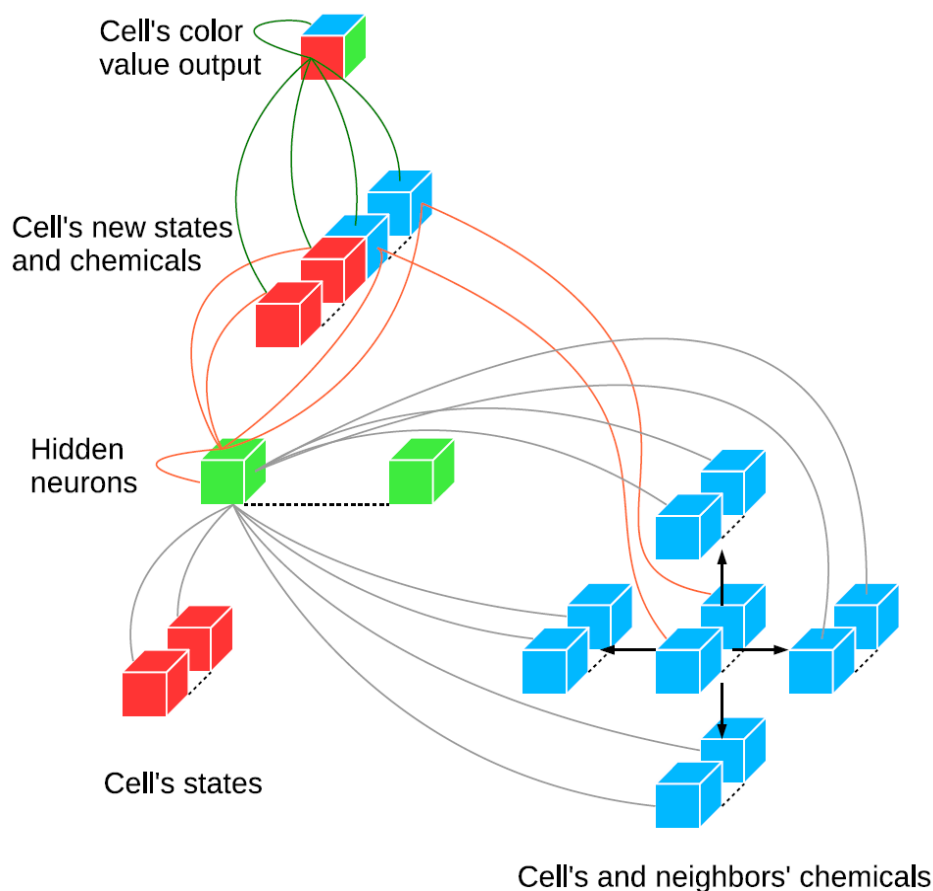 Cell's color
value output
Cell's new states
and chemicals
Hidden
neurons
Cell's states
Cell's and neighbors' chemicals